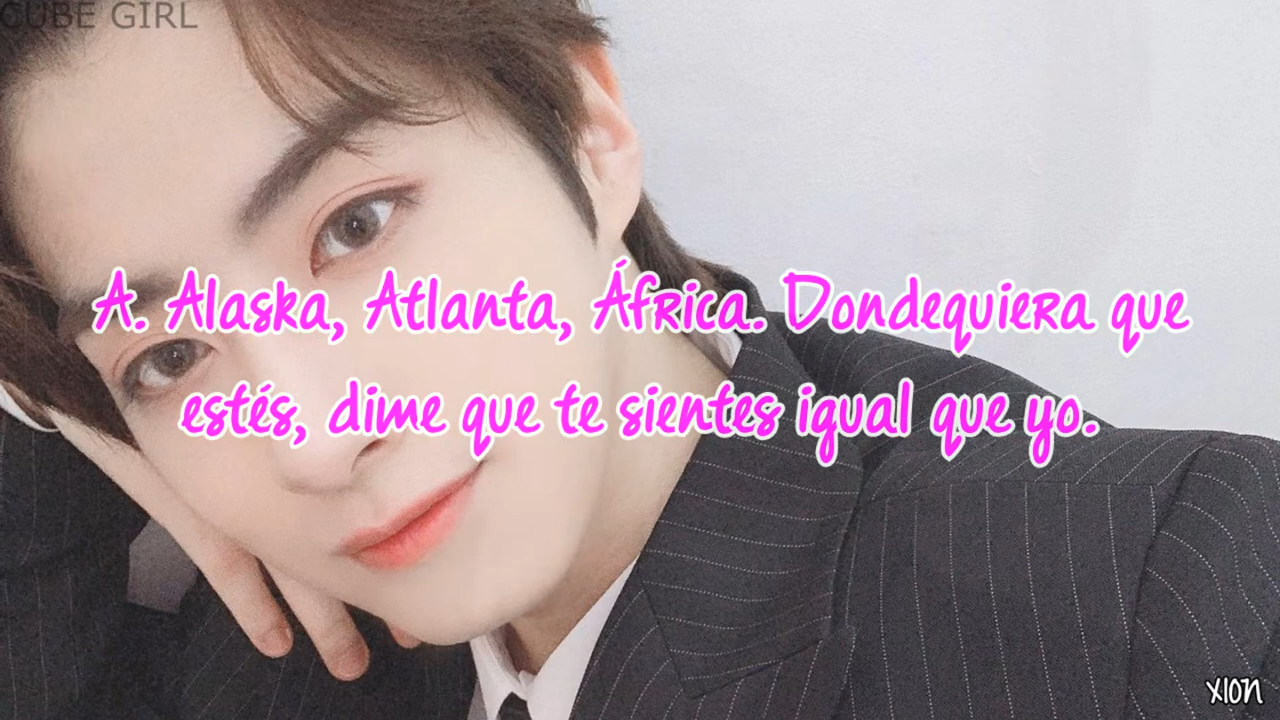 CUBE GIRL
A. Alaska, Atlanta, África. Dondequiera que
estés, dime que te sientes igual que yo.
XION